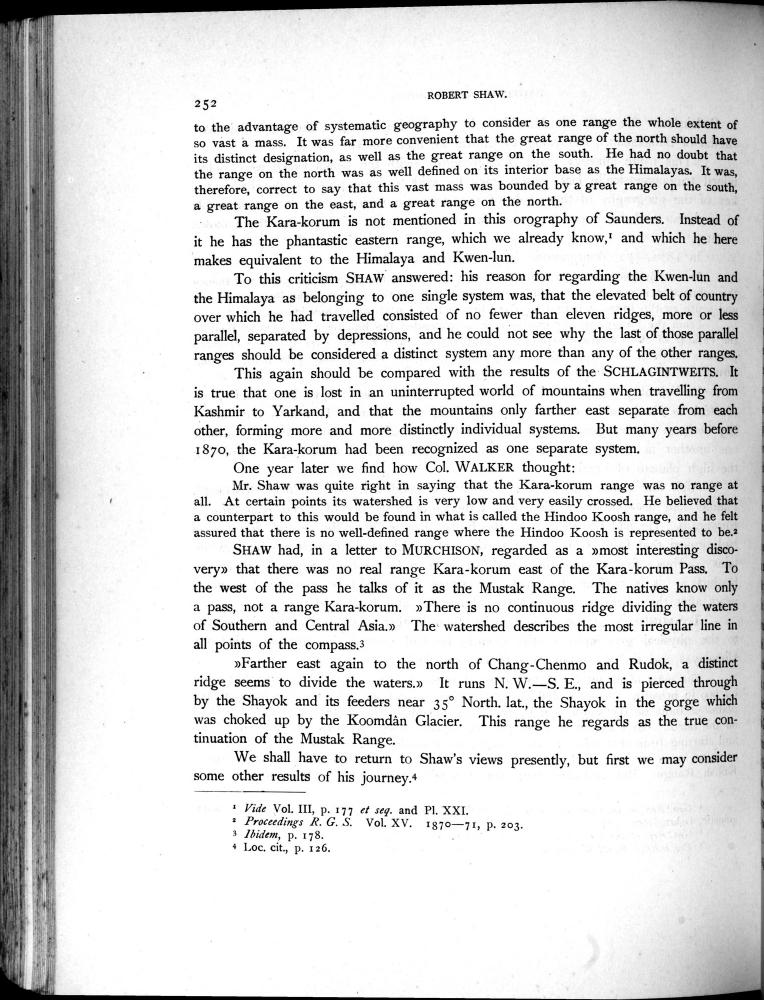 252
ROBERT SHAW.
to the advantage of systematic geography to consider as one range the whole extent of
so vast a mass. It was far more convenient that the great range of the north should have
its distinct designation, as well as the great range on the south. He had no doubt that
the range on the north was as well defined on its interior base as the Himalayas. It was,
therefore, correct to say that this vast mass was bounded by a great range on the south,
a great range on the east, and a great range on the north.
The Kara-korum is not mentioned in this orography of Saunders. Instead of
it he has the phantastic eastern range, which we already know,¹ and which he here
makes equivalent to the Himalaya and Kwen-lun.
To this criticism SHAW answered: his reason for regarding the Kwen-lun and
the Himalaya as belonging to one single system was, that the elevated belt of country
over which he had travelled consisted of no fewer than eleven ridges, more or less
parallel, separated by depressions, and he could not see why the last of those parallel
ranges should be considered a distinct system any more than any of the other ranges.
This again should be compared with the results of the SCHLAGINTWEITS. It
is true that one is lost in an uninterrupted world of mountains when travelling from
Kashmir to Yarkand, and that the mountains only farther east separate from each
other, forming more and more distinctly individual systems. But many years before
1870, the Kara-korum had been recognized as one separate system.
One year later we find how Col. WALKER thought:
Mr. Shaw was quite right in saying that the Kara-korum range was no range at
all. At certain points its watershed is very low and very easily crossed. He believed that
a counterpart to this would be found in what is called the Hindoo Koosh range, and he felt
assured that there is no well-defined range where the Hindoo Koosh is represented to be.²
SHAW had, in a letter to MURCHISON, regarded as a »most interesting disco-
very» that there was no real range Kara-korum east of the Kara-korum Pass. To
the west of the pass he talks of it as the Mustak Range. The natives know only
a pass, not a range Kara-korum. »There is no continuous ridge dividing the waters
of Southern and Central Asia.» The watershed describes the most irregular line in
all points of the compass.³
»Farther east again to the north of Chang-Chenmo and Rudok, a distinct
ridge seems to divide the waters.» It runs N. W.—S. E., and is pierced through
by the Shayok and its feeders near 35° North. lat., the Shayok in the gorge which
was choked up by the Koomdân Glacier. This range he regards as the true con-
tinuation of the Mustak Range.
We shall have to return to Shaw's views presently, but first we may consider
some other results of his journey.⁴
¹ Vide Vol. III, p. 177 et seq. and Pl. XXI.
² Proceedings R. G. S. Vol. XV. 1870—71, p. 203.
³ Ibidem, p. 178.
⁴ Loc. cit., p. 126.